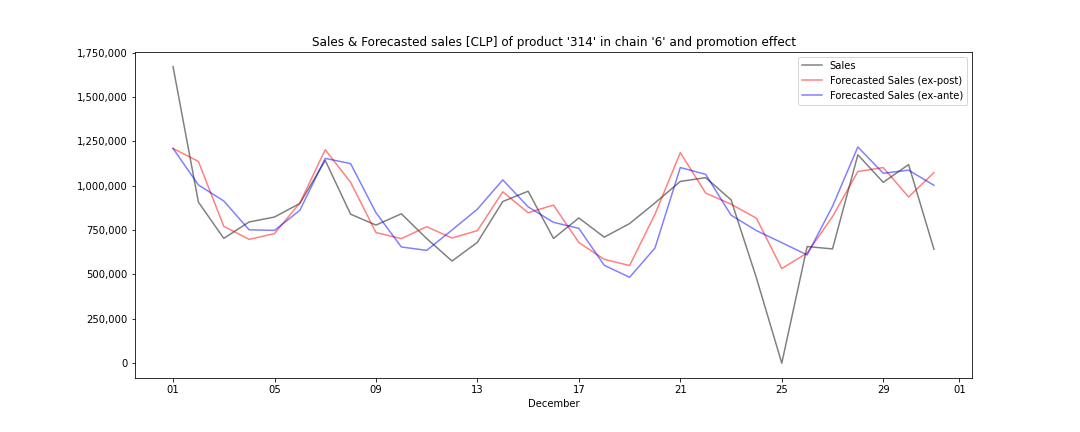 Sales & Forecasted sales [CLP] of product '314' in chain '6' and promotion effect
1,750,000
1,500,000
1,250,000
1,000,000
750,000
500,000
250,000
0
Sales
Forecasted Sales (ex-post)
Forecasted Sales (ex-ante)
01 05 09 13 17 21 25 29 01
December